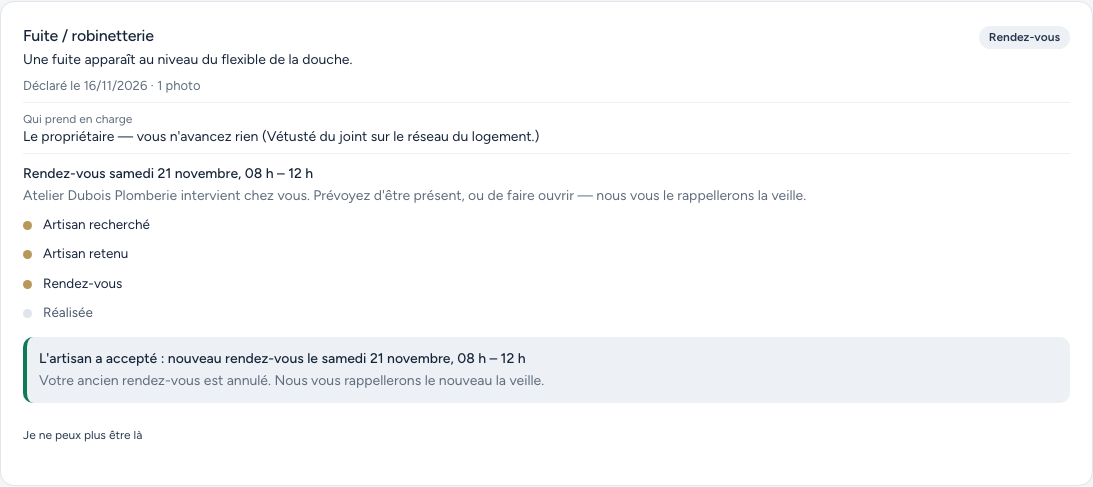 Fuite / robinetterie
Rendez-vous
Une fuite apparaît au niveau du flexible de la douche.
Déclaré le 16/11/2026 · 1 photo
Qui prend en charge
Le propriétaire — vous n'avancez rien (Vétusté du joint sur le réseau du logement.)
Rendez-vous samedi 21 novembre, 08 h – 12 h
Atelier Dubois Plomberie intervient chez vous. Prévoyez d'être présent, ou de faire ouvrir — nous vous le rappellerons la veille.
Artisan recherché
Artisan retenu
Rendez-vous
Réalisée
L'artisan a accepté : nouveau rendez-vous le samedi 21 novembre, 08 h – 12 h
Votre ancien rendez-vous est annulé. Nous vous rappellerons le nouveau la veille.
Je ne peux plus être là